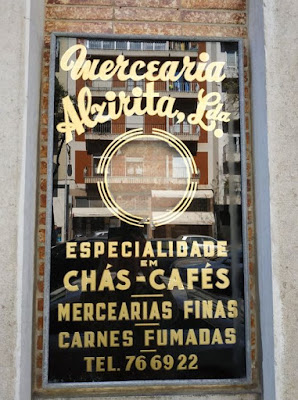 Mercearia
Alzirita, Lda.
ESPECIALIDADE
EM
CHÁS-CAFÉS
MERCEARIAS FINAS
CARNES FUMADAS
TEL. 76 69 22